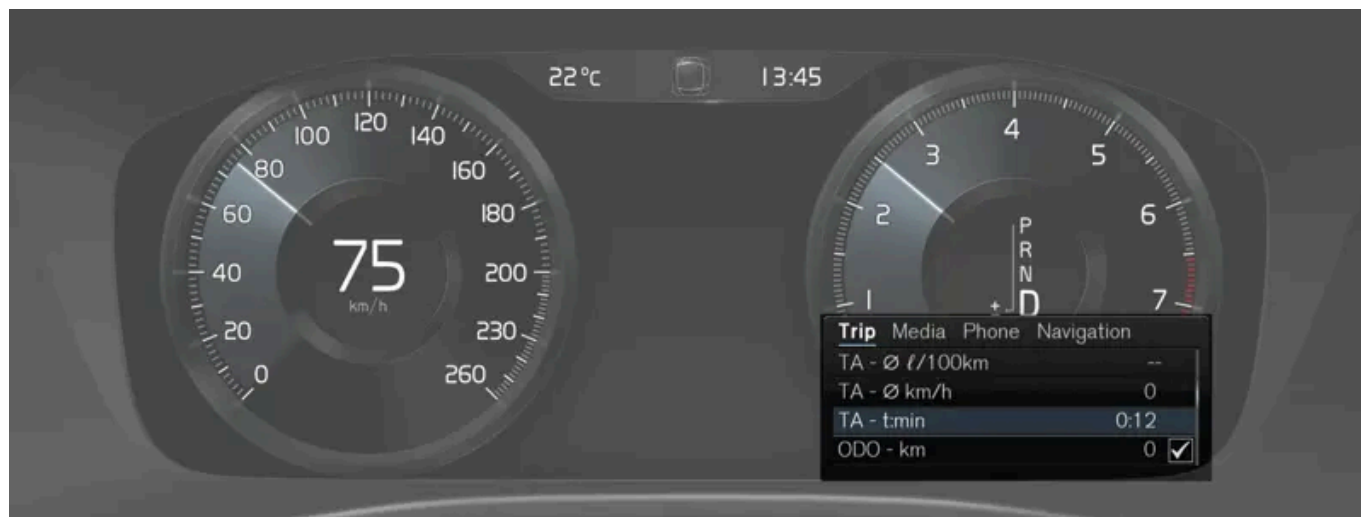 22°C
13:45
0
20
40
60
80
100
120
140
160
180
200
230
260
75
km/h
1
2
3
4
5
6
7
P
R
N
± D
Trip Media Phone Navigation
TA - Ø ℓ/100km --
TA - Ø km/h 0
TA - t:min 0:12
ODO - km 0